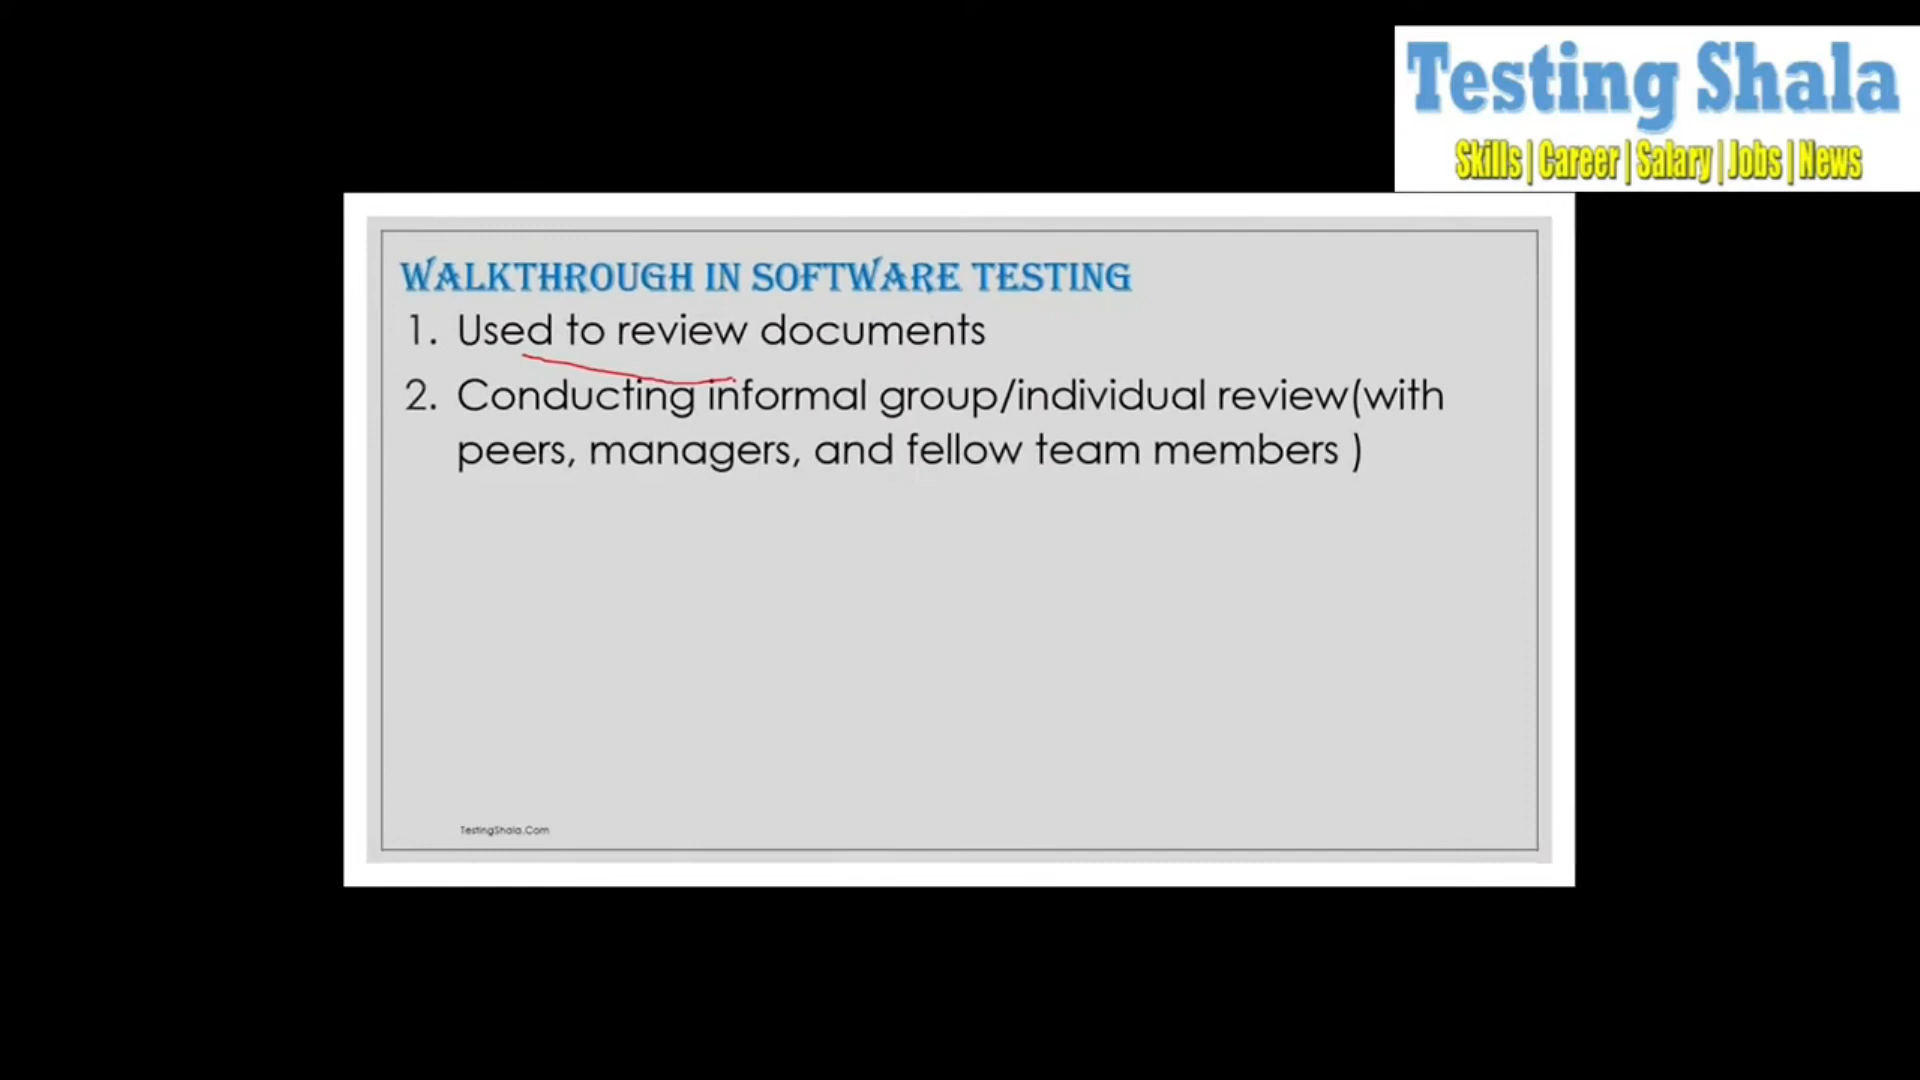 Testing Shala
Skills | Career | Salary | Jobs | News
WALKTHROUGH IN SOFTWARE TESTING
1. Used to review documents
2. Conducting informal group/individual review(with
peers, managers, and fellow team members )
TestingShala.Com